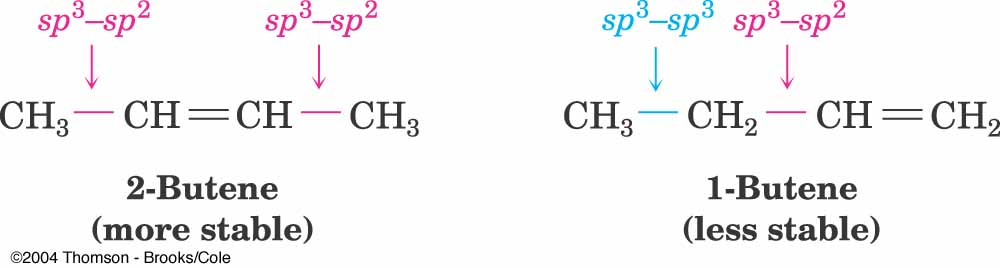 sp³–sp² sp³–sp² sp³–sp³ sp³–sp²
CH₃—CH=CH—CH₃ CH₃—CH₂—CH=CH₂
2-Butene 1-Butene
(more stable) (less stable)
©2004 Thomson - Brooks/Cole